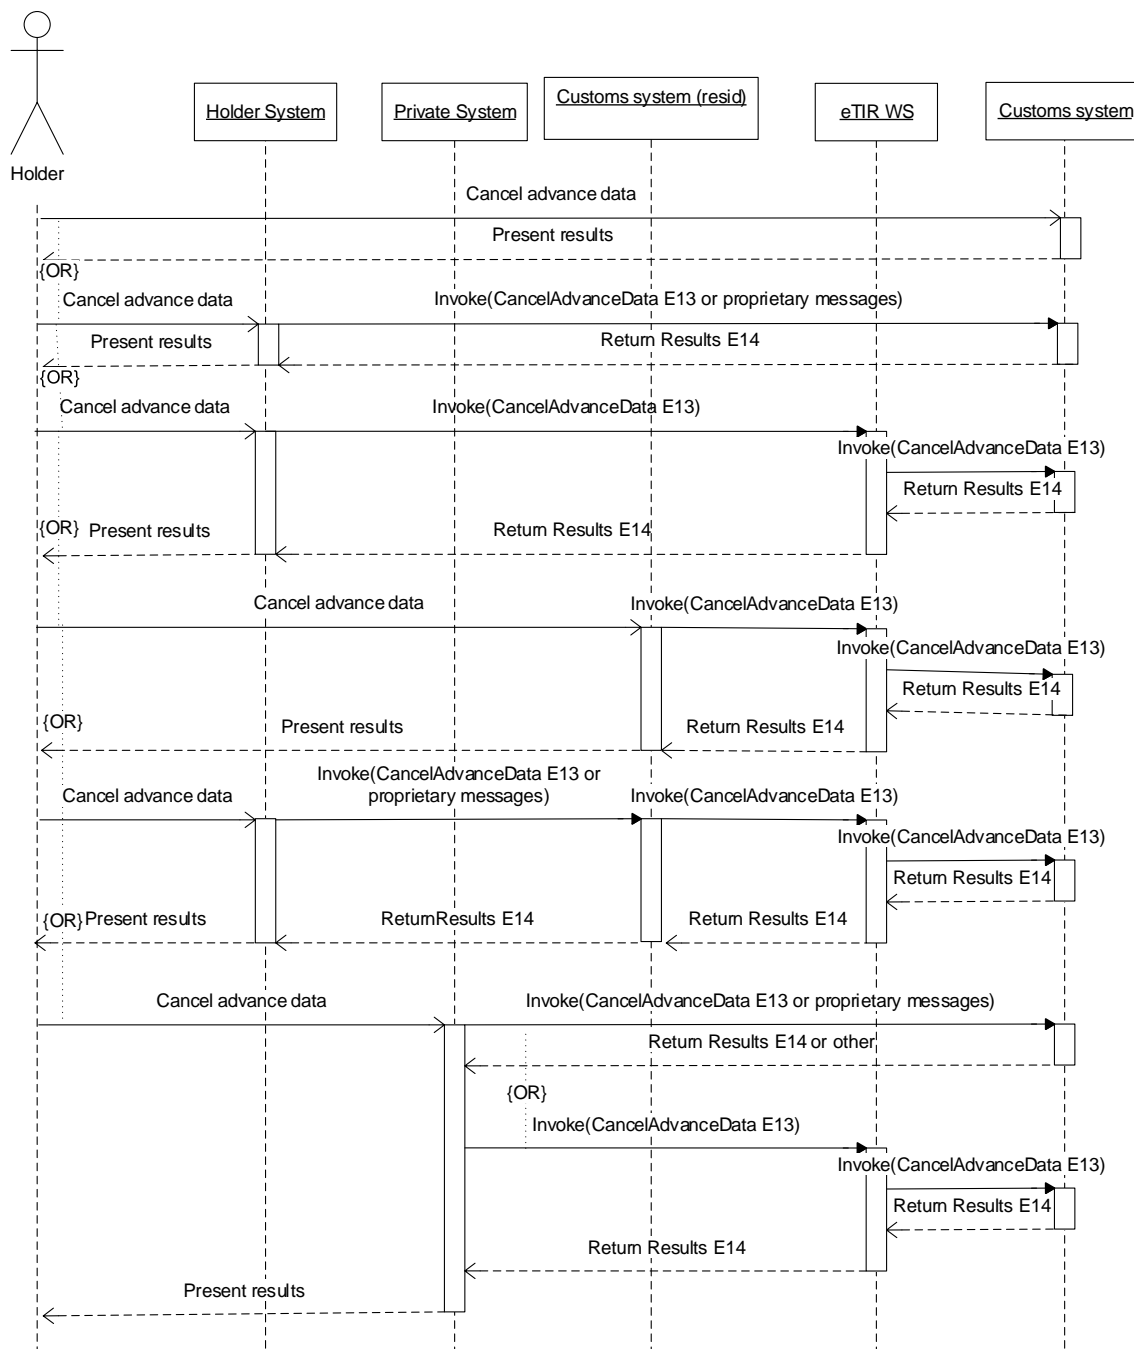 Holder System
Private System
Customs system (resid)
eTIR WS
Customs system
Holder
Cancel advance data
Present results
{OR}
Cancel advance data
Invoke(CancelAdvanceData E13 or proprietary messages)
Present results
Return Results E14
{OR}
Cancel advance data
Invoke(CancelAdvanceData E13)
Invoke(CancelAdvanceData E13)
Return Results E14
{OR}
Present results
Return Results E14
Cancel advance data
Invoke(CancelAdvanceData E13)
Invoke(CancelAdvanceData E13)
Return Results E14
{OR}
Present results
Return Results E14
Cancel advance data
Invoke(CancelAdvanceData E13 or
proprietary messages)
Invoke(CancelAdvanceData E13)
Invoke(CancelAdvanceData E13)
Return Results E14
{OR}
Present results
ReturnResults E14
Return Results E14
Cancel advance data
Invoke(CancelAdvanceData E13 or proprietary messages)
Return Results E14 or other
{OR}
Invoke(CancelAdvanceData E13)
Invoke(CancelAdvanceData E13)
Return Results E14
Return Results E14
Present results